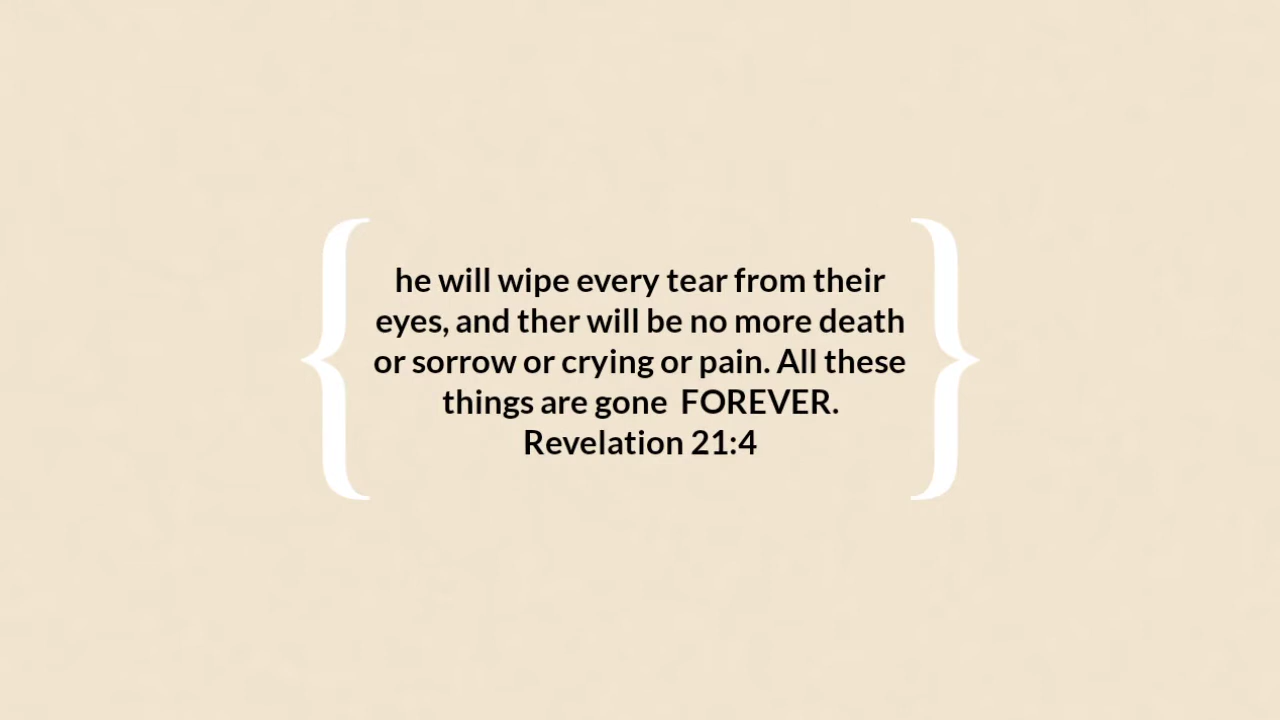 he will wipe every tear from their
eyes, and ther will be no more death
or sorrow or crying or pain. All these
things are gone  FOREVER.
Revelation 21:4